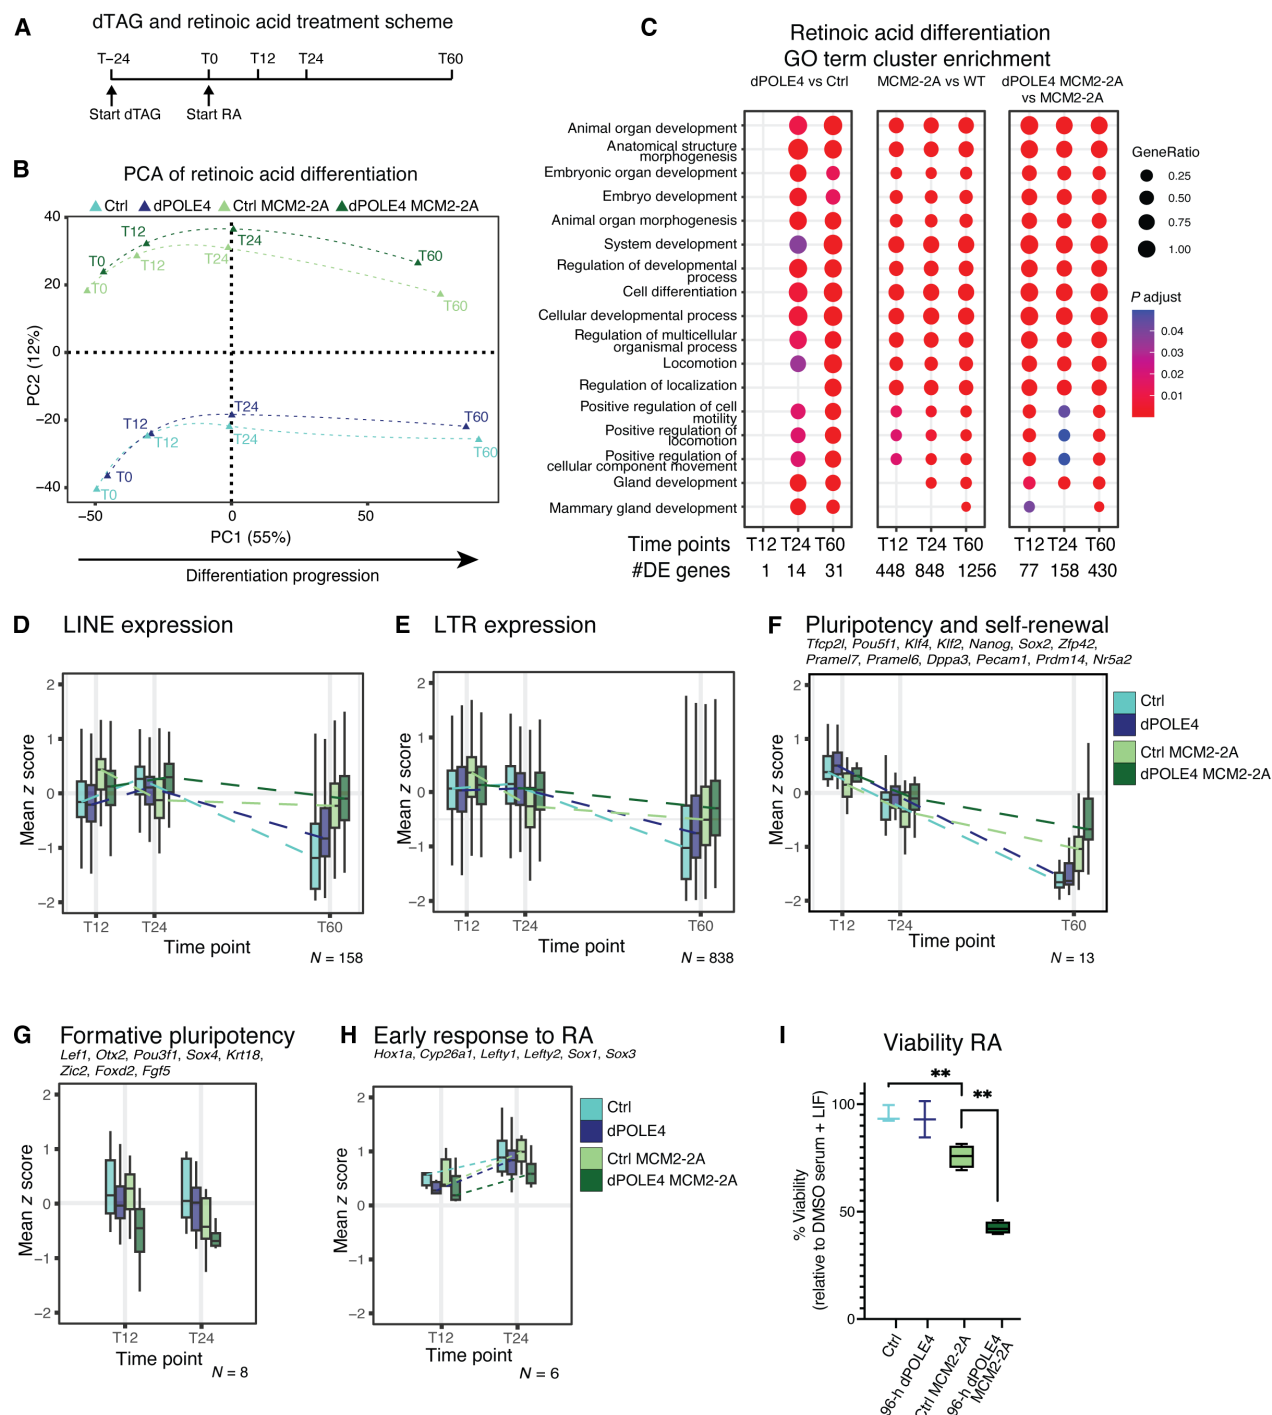 A
dTAG and retinoic acid treatment scheme
T−24
T0
T12
T24
T60
Start dTAG
Start RA
B
PCA of retinoic acid differentiation
Ctrl
dPOLE4
Ctrl MCM2-2A
dPOLE4 MCM2-2A
40
20
0
−20
−40
PC2 (12%)
T0
T12
T24
T60
T0
T12
T24
T60
T0
T12
T24
T60
T0
T12
T24
T60
−50
0
50
PC1 (55%)
Differentiation progression
C
Retinoic acid differentiation
GO term cluster enrichment
dPOLE4 vs Ctrl
MCM2-2A vs WT
dPOLE4 MCM2-2A
vs MCM2-2A
Animal organ development
Anatomical structure
morphogenesis
Embryonic organ development
Embryo development
Animal organ morphogenesis
System development
Regulation of developmental
process
Cell differentiation
Cellular developmental process
Regulation of multicellular
organismal process
Locomotion
Regulation of localization
Positive regulation of cell
motility
Positive regulation of
locomotion
Positive regulation of
cellular component movement
Gland development
Mammary gland development
Time points
T12 T24 T60
T12 T24 T60
T12 T24 T60
#DE genes
1 14 31
448 848 1256
77 158 430
GeneRatio
0.25
0.50
0.75
1.00
P adjust
0.04
0.03
0.02
0.01
D
LINE expression
2
1
0
−1
−2
Mean z score
T12
T24
T60
Time point
N = 158
E
LTR expression
2
1
0
−1
−2
Mean z score
T12
T24
T60
Time point
N = 838
F
Pluripotency and self-renewal
Tfcp2l, Pou5f1, Klf4, Klf2, Nanog, Sox2, Zfp42,
Pramel7, Pramel6, Dppa3, Pecam1, Prdm14, Nr5a2
2
1
0
−1
−2
Mean z score
T12
T24
T60
Time point
N = 13
Ctrl
dPOLE4
Ctrl MCM2-2A
dPOLE4 MCM2-2A
G
Formative pluripotency
Lef1, Otx2, Pou3f1, Sox4, Krt18,
Zic2, Foxd2, Fgf5
2
1
0
−1
−2
Mean z score
T12
T24
Time point
N = 8
H
Early response to RA
Hox1a, Cyp26a1, Lefty1, Lefty2, Sox1, Sox3
2
1
0
−1
−2
Mean z score
T12
T24
Time point
N = 6
Ctrl
dPOLE4
Ctrl MCM2-2A
dPOLE4 MCM2-2A
I
Viability RA
**
**
100
50
0
% Viability
(relative to DMSO serum + LIF)
Ctrl
96-h dPOLE4
Ctrl MCM2-2A
96-h dPOLE4
MCM2-2A